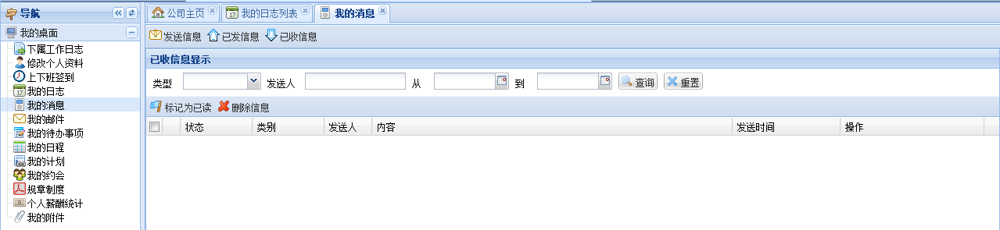 导航
我的桌面
下属工作日志
修改个人资料
上下班签到
我的日志
我的消息
我的邮件
我的待办事项
我的日程
我的计划
我的约会
规章制度
个人薪酬统计
我的附件
公司主页 我的日志列表 我的消息
发送信息 已发信息 已收信息
已收信息显示
类型 发送人 从 到 查询 重置
标记为已读 删除信息
状态 类别 发送人 内容 发送时间 操作